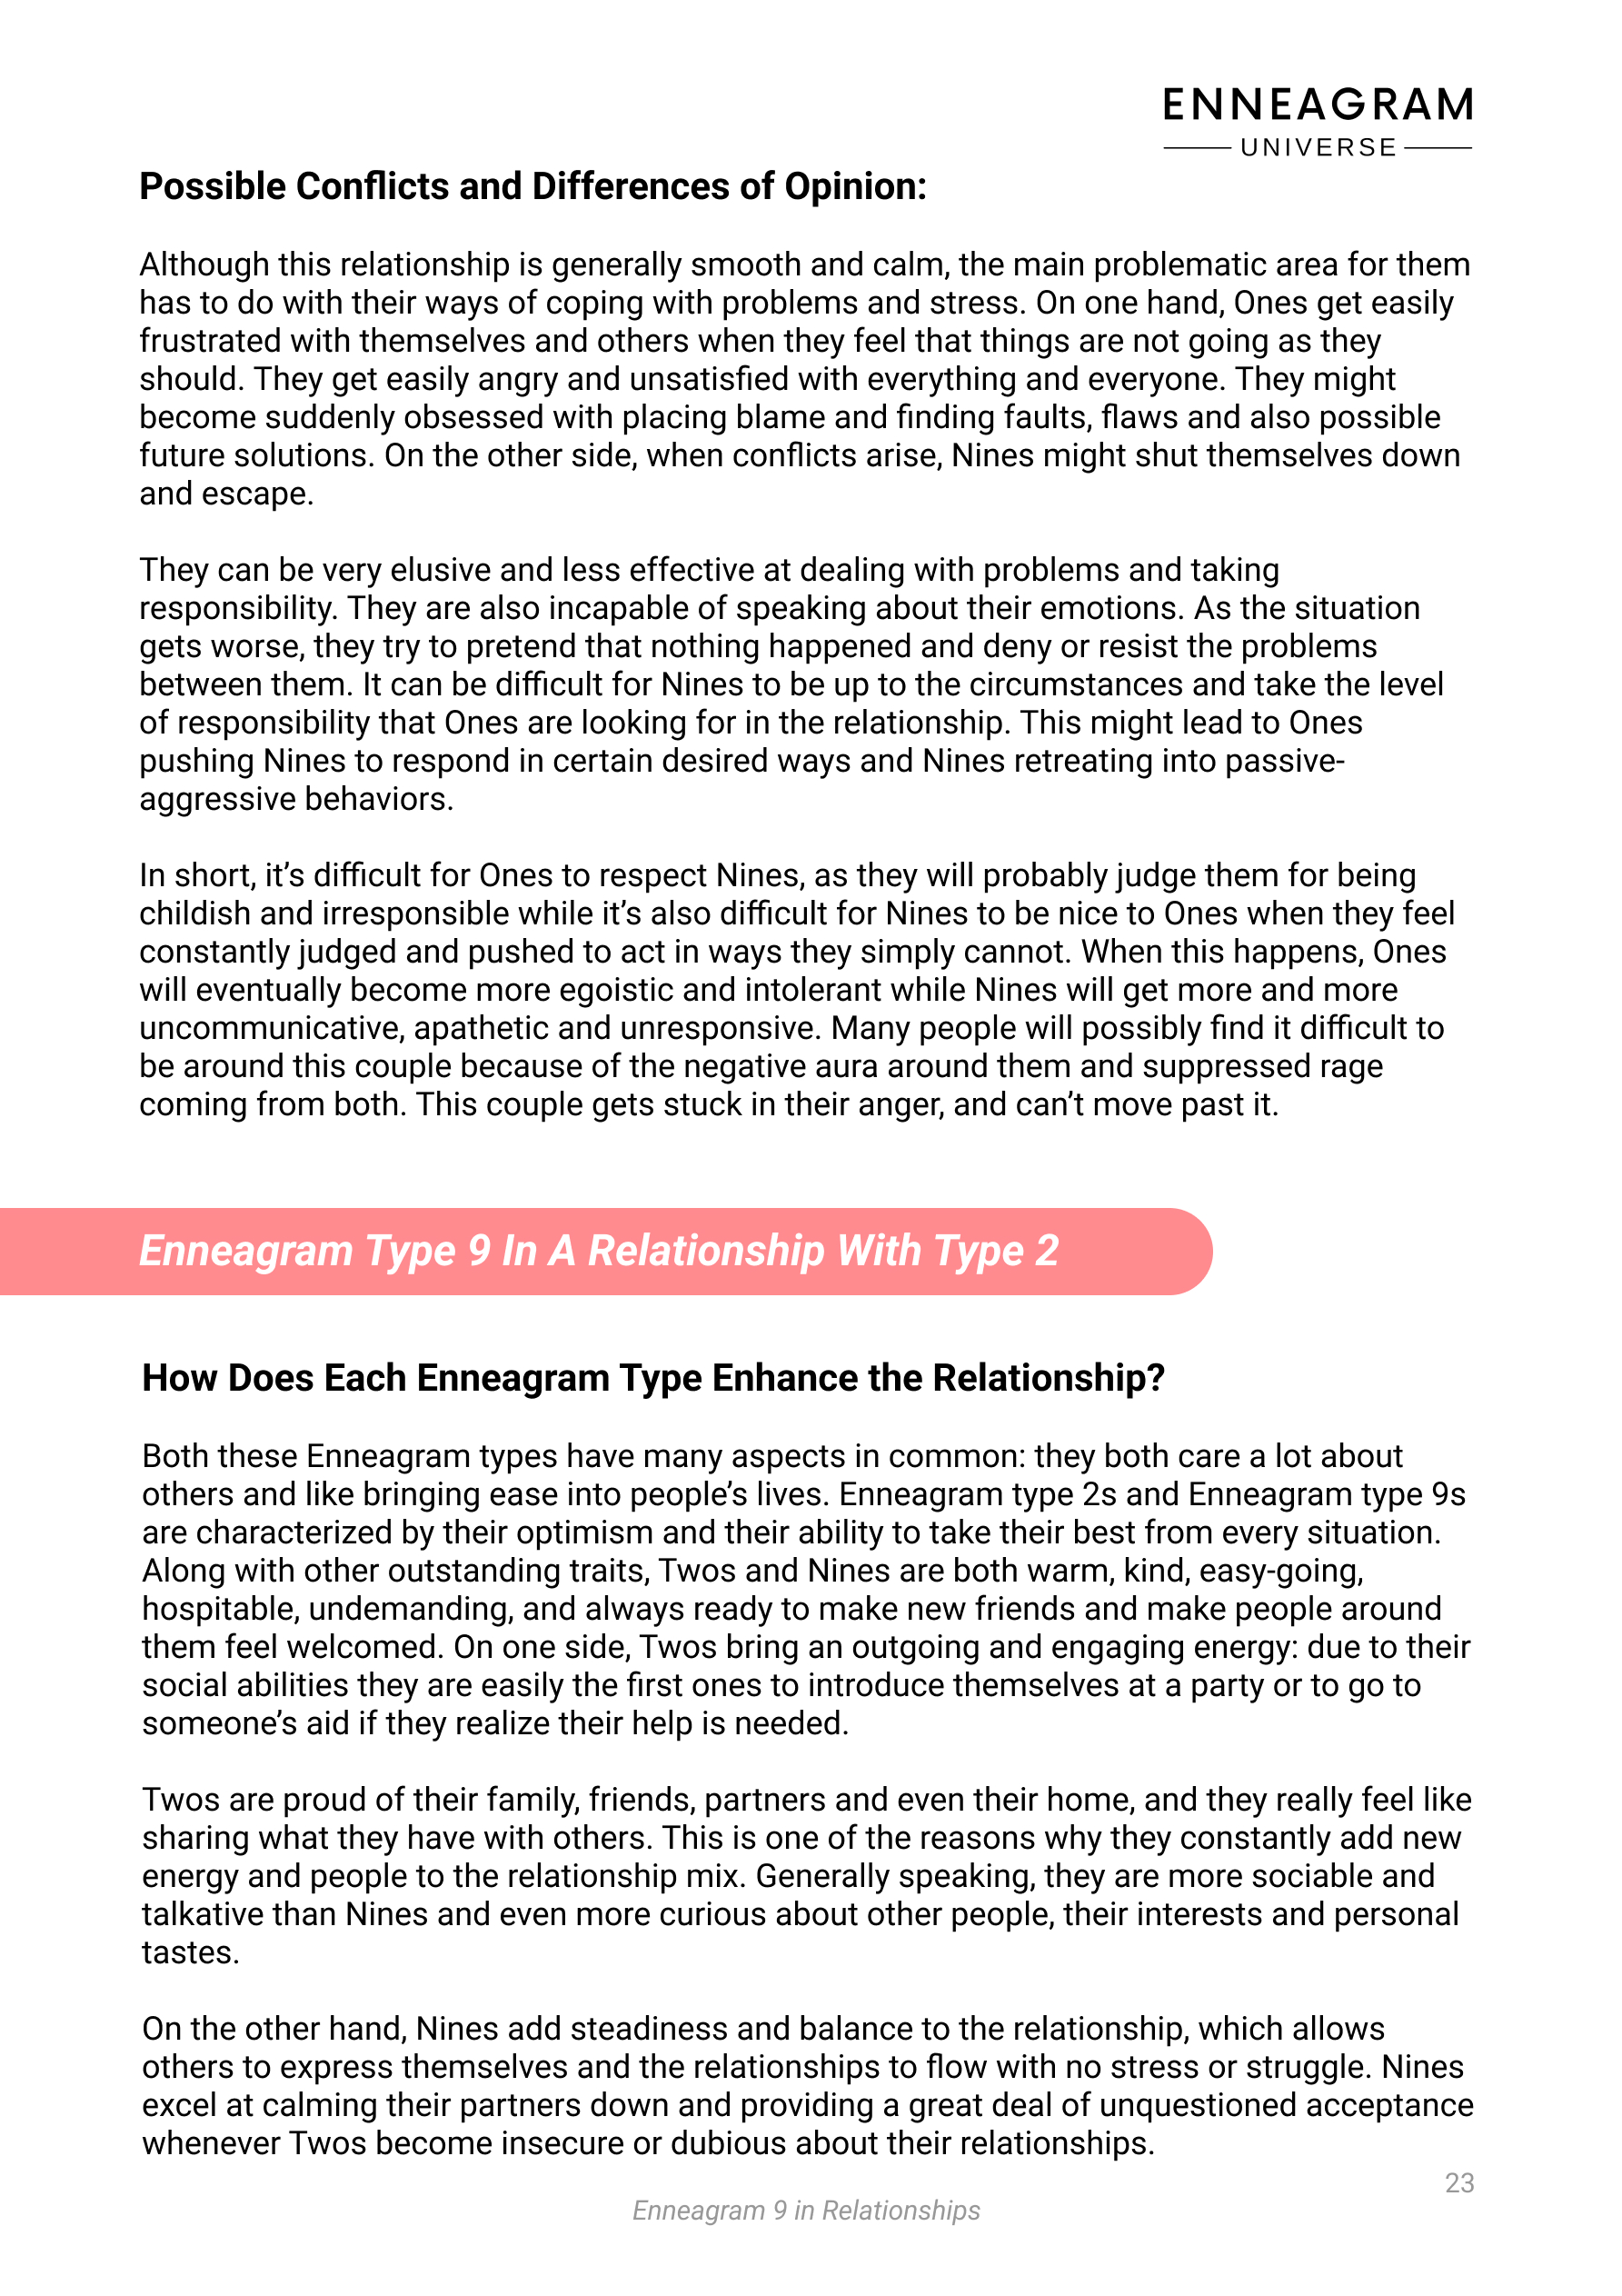 ENNEAGRAM
UNIVERSE
Possible Conflicts and Differences of Opinion:
Although this relationship is generally smooth and calm, the main problematic area for them
has to do with their ways of coping with problems and stress. On one hand, Ones get easily
frustrated with themselves and others when they feel that things are not going as they
should. They get easily angry and unsatisfied with everything and everyone. They might
become suddenly obsessed with placing blame and finding faults, flaws and also possible
future solutions. On the other side, when conflicts arise, Nines might shut themselves down
and escape.
They can be very elusive and less effective at dealing with problems and taking
responsibility. They are also incapable of speaking about their emotions. As the situation
gets worse, they try to pretend that nothing happened and deny or resist the problems
between them. It can be difficult for Nines to be up to the circumstances and take the level
of responsibility that Ones are looking for in the relationship. This might lead to Ones
pushing Nines to respond in certain desired ways and Nines retreating into passive-
aggressive behaviors.
In short, it’s difficult for Ones to respect Nines, as they will probably judge them for being
childish and irresponsible while it’s also difficult for Nines to be nice to Ones when they feel
constantly judged and pushed to act in ways they simply cannot. When this happens, Ones
will eventually become more egoistic and intolerant while Nines will get more and more
uncommunicative, apathetic and unresponsive. Many people will possibly find it difficult to
be around this couple because of the negative aura around them and suppressed rage
coming from both. This couple gets stuck in their anger, and can’t move past it.
Enneagram Type 9 In A Relationship With Type 2
How Does Each Enneagram Type Enhance the Relationship?
Both these Enneagram types have many aspects in common: they both care a lot about
others and like bringing ease into people’s lives. Enneagram type 2s and Enneagram type 9s
are characterized by their optimism and their ability to take their best from every situation.
Along with other outstanding traits, Twos and Nines are both warm, kind, easy-going,
hospitable, undemanding, and always ready to make new friends and make people around
them feel welcomed. On one side, Twos bring an outgoing and engaging energy: due to their
social abilities they are easily the first ones to introduce themselves at a party or to go to
someone’s aid if they realize their help is needed.
Twos are proud of their family, friends, partners and even their home, and they really feel like
sharing what they have with others. This is one of the reasons why they constantly add new
energy and people to the relationship mix. Generally speaking, they are more sociable and
talkative than Nines and even more curious about other people, their interests and personal
tastes.
On the other hand, Nines add steadiness and balance to the relationship, which allows
others to express themselves and the relationships to flow with no stress or struggle. Nines
excel at calming their partners down and providing a great deal of unquestioned acceptance
whenever Twos become insecure or dubious about their relationships.
23
Enneagram 9 in Relationships